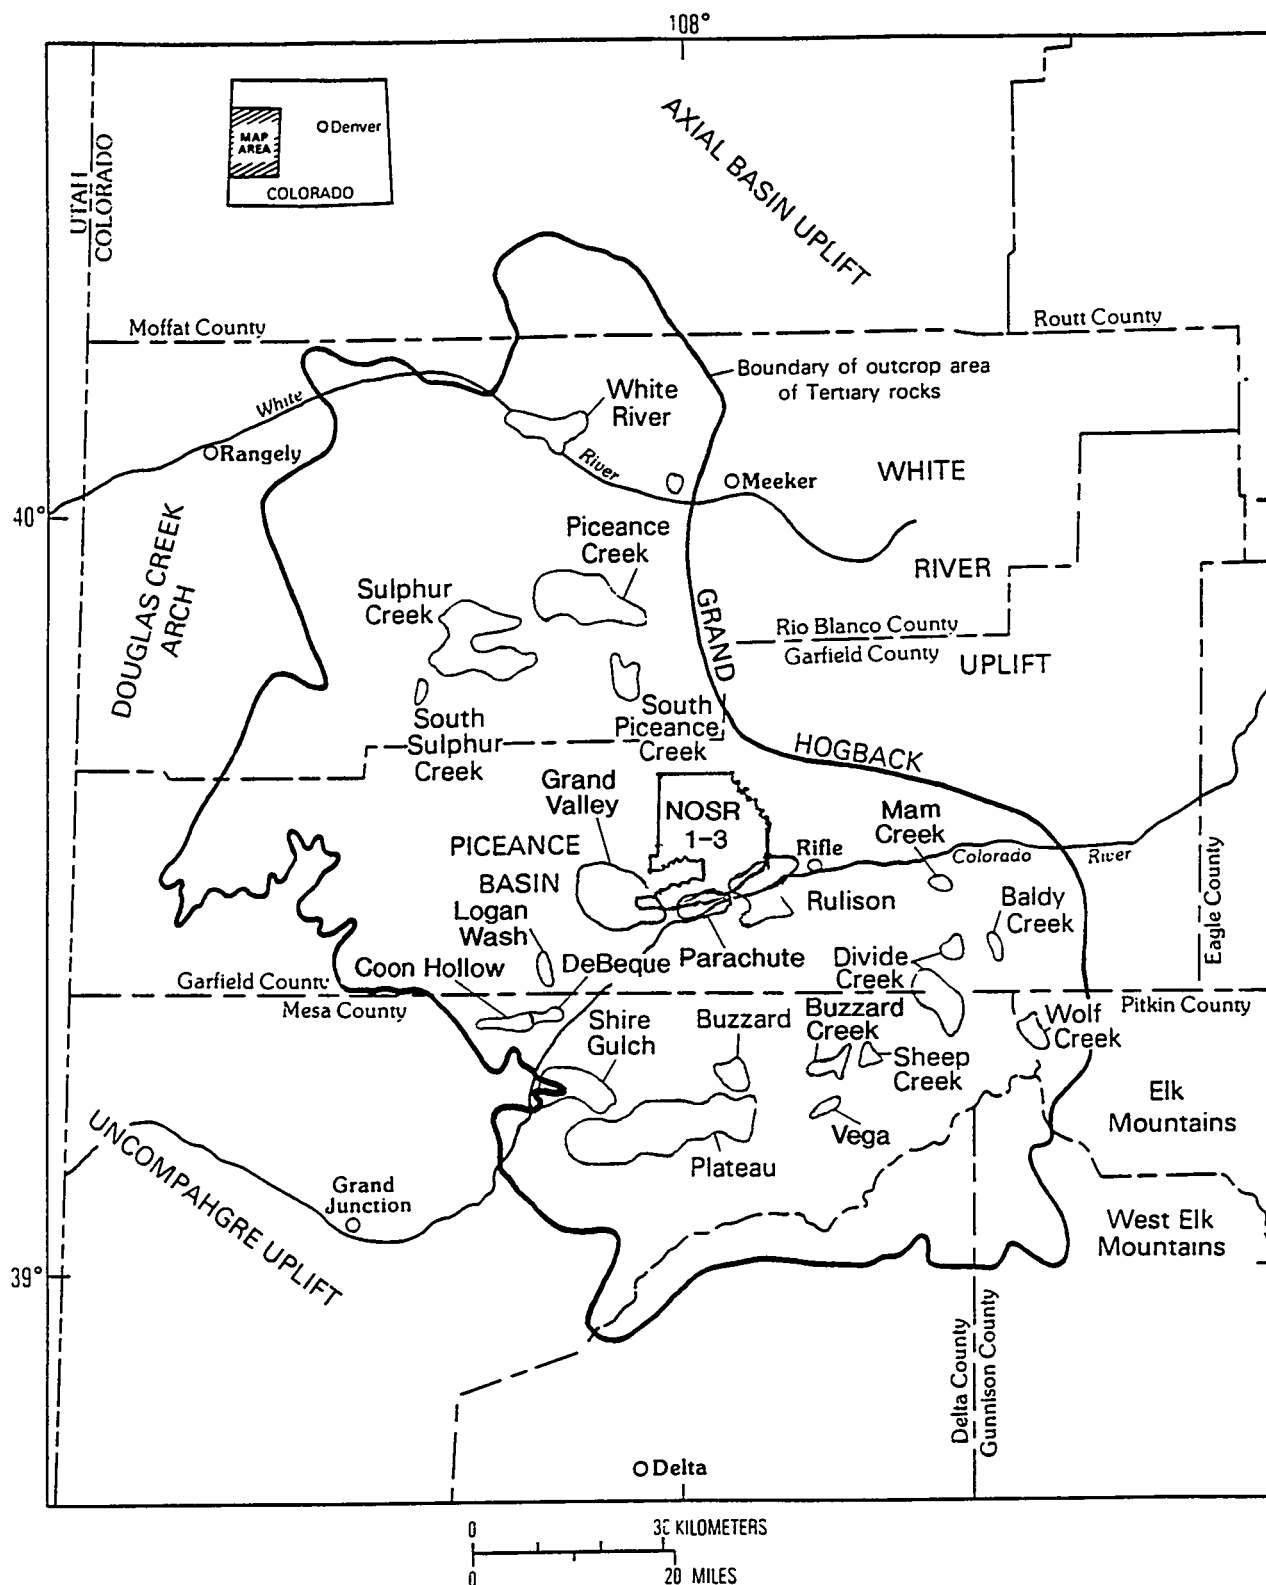 108°
AXIAL BASIN UPLIFT
UTAH
COLORADO
MAP
AREA
Denver
COLORADO
Moffat County
Routt County
Boundary of outcrop area
of Tertiary rocks
White
River
White
River
Rangely
Meeker
WHITE
RIVER
UPLIFT
40°
DOUGLAS CREEK
ARCH
Piceance
Creek
Sulphur
Creek
GRAND
HOGBACK
Rio Blanco County
Garfield County
South
Sulphur
Creek
South
Piceance
Creek
Grand
Valley
NOSR
1-3
Mam
Creek
Rifle
Colorado
River
PICEANCE
BASIN
Rulison
Baldy
Creek
Eagle County
Logan
Wash
Coon Hollow
DeBeque
Parachute
Divide
Creek
Garfield County
Mesa County
Pitkin County
Shire
Gulch
Buzzard
Buzzard
Creek
Sheep
Creek
Wolf
Creek
Vega
Plateau
Elk
Mountains
West Elk
Mountains
UNCOMPAHGRE UPLIFT
Grand
Junction
39°
Delta County
Gunnison County
Delta
0
30 KILOMETERS
0
20 MILES